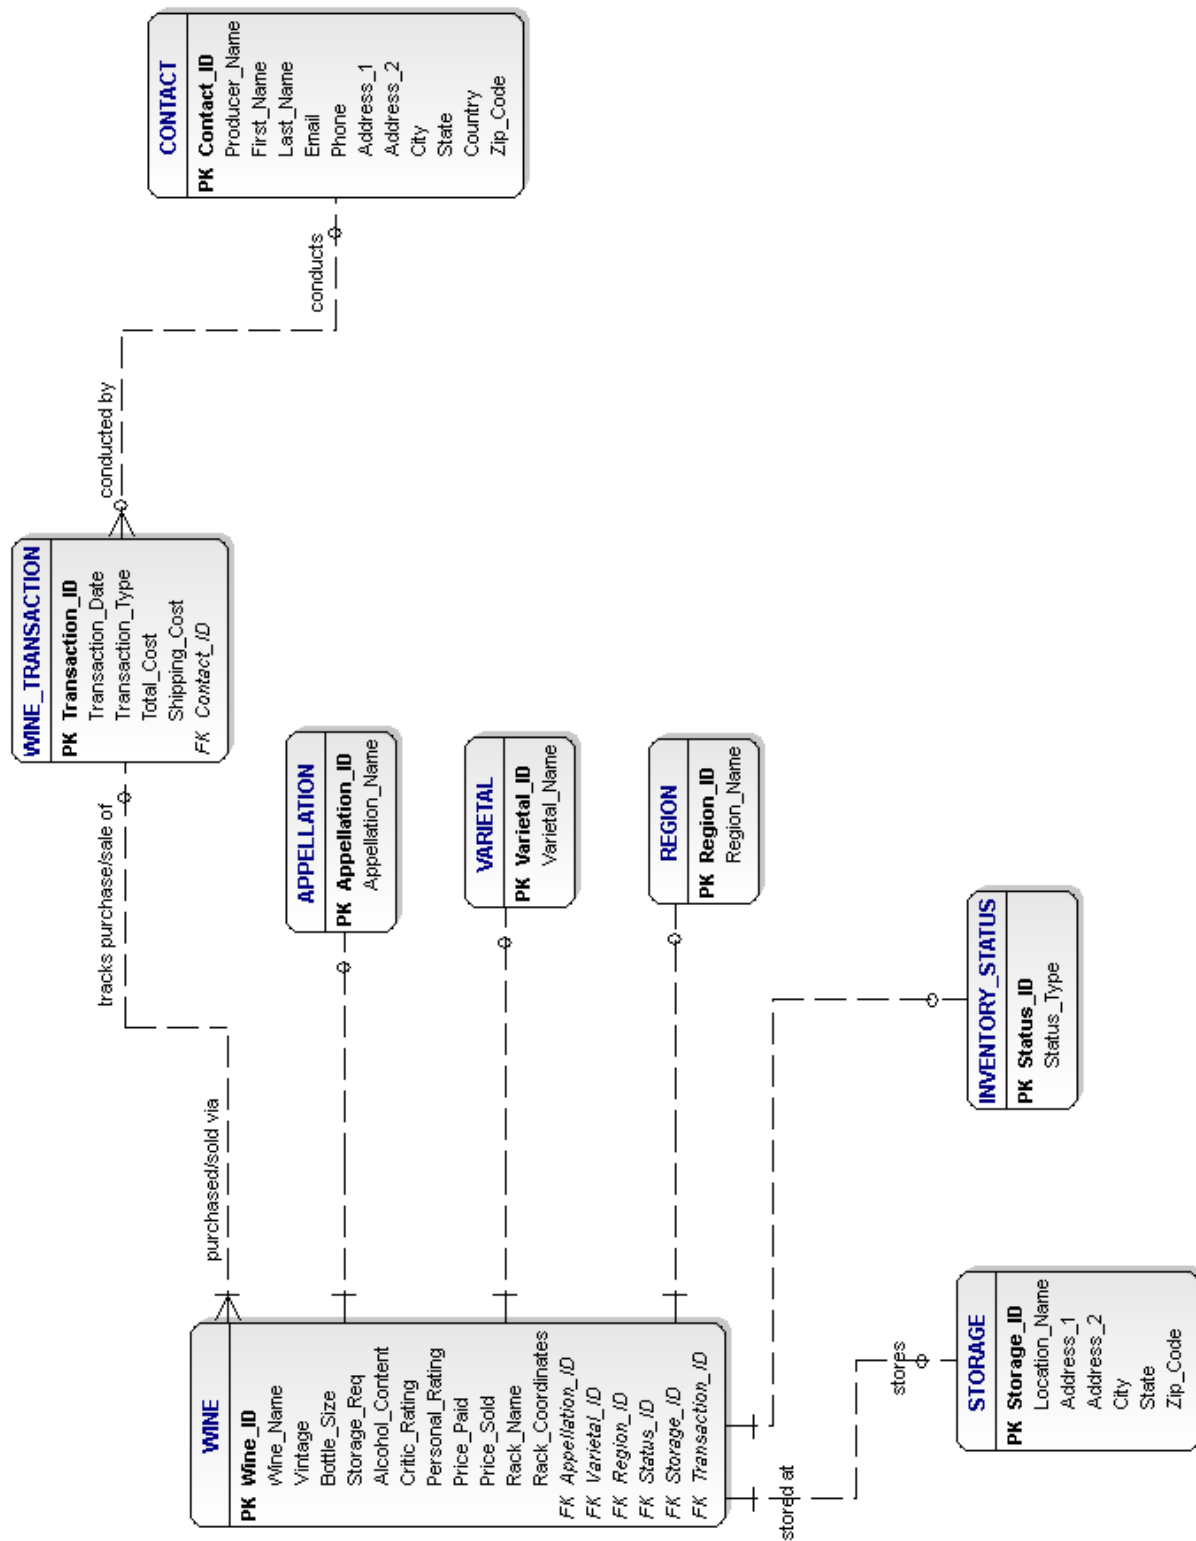 WINE
PK Wine_ID
Wine_Name
Vintage
Bottle_Size
Storage_Req
Alcohol_Content
Critic_Rating
Personal_Rating
Price_Paid
Price_Sold
Rack_Name
Rack_Coordinates
FK Appellation_ID
FK Varietal_ID
FK Region_ID
FK Status_ID
FK Storage_ID
FK Transaction_ID
purchased/sold via
tracks purchase/sale of
WINE_TRANSACTION
PK Transaction_ID
Transaction_Date
Transaction_Type
Total_Cost
Shipping_Cost
FK Contact_ID
conducted by
conducts
CONTACT
PK Contact_ID
Producer_Name
First_Name
Last_Name
Email
Phone
Address_1
Address_2
City
State
Country
Zip_Code
APPELLATION
PK Appellation_ID
Appellation_Name
VARIETAL
PK Varietal_ID
Varietal_Name
REGION
PK Region_ID
Region_Name
INVENTORY_STATUS
PK Status_ID
Status_Type
stored at
stores
STORAGE
PK Storage_ID
Location_Name
Address_1
Address_2
City
State
Zip_Code